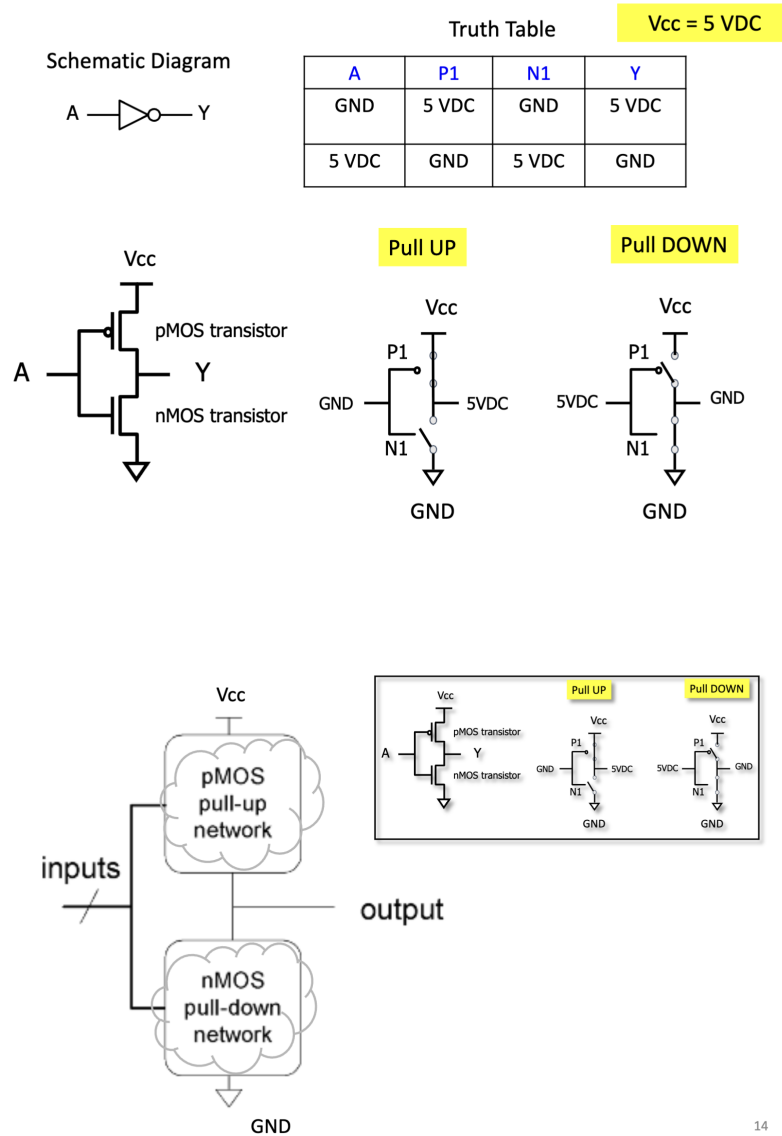 Vcc = 5 VDC
Truth Table
Schematic Diagram
A P1 N1 Y
GND 5 VDC GND 5 VDC
5 VDC GND 5 VDC GND
A Y
Pull UP
Pull DOWN
Vcc
pMOS transistor
A Y
nMOS transistor
Vcc
P1
GND 5VDC
N1
GND
Vcc
P1
5VDC GND
N1
GND
Vcc
pMOS
pull-up
network
inputs
output
nMOS
pull-down
network
GND
Pull UP
Pull DOWN
Vcc
pMOS transistor
A Y
nMOS transistor
Vcc
P1
GND 5VDC
N1
GND
Vcc
P1
5VDC GND
N1
GND
14